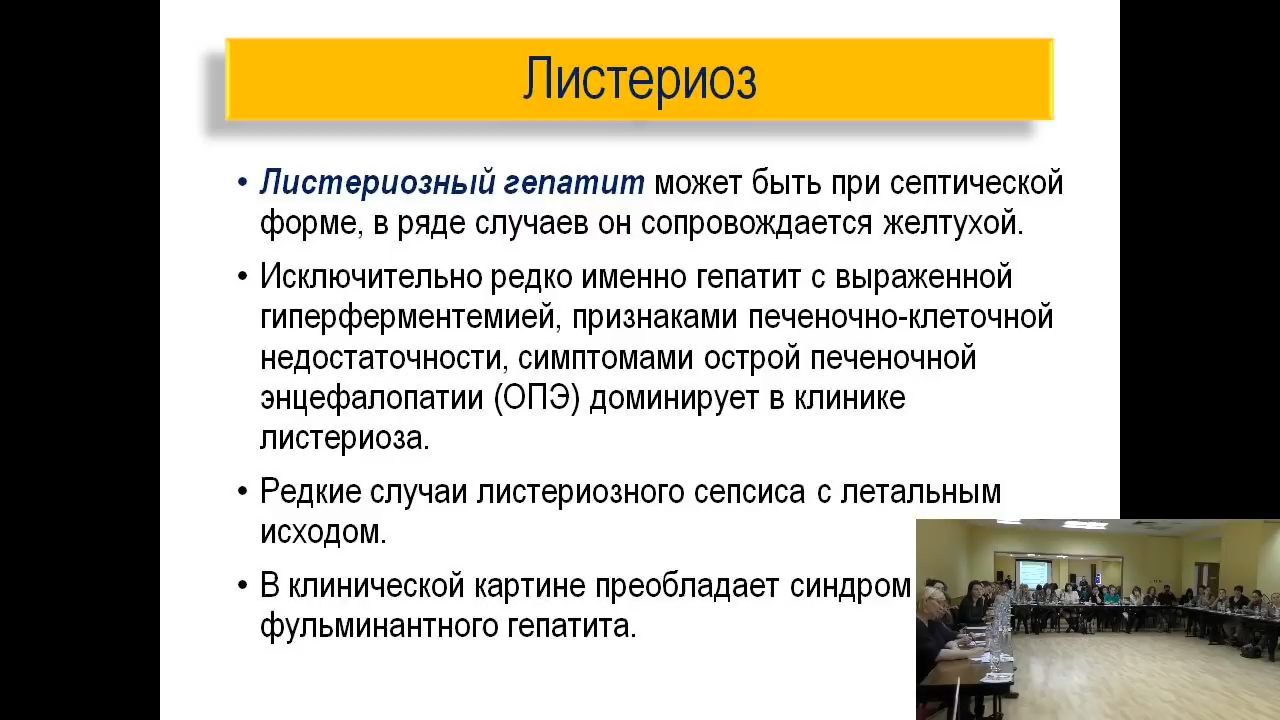 Листериоз
• Листериозный гепатит может быть при септической
форме, в ряде случаев он сопровождается желтухой.
• Исключительно редко именно гепатит с выраженной
гиперферментемией, признаками печеночно-клеточной
недостаточности, симптомами острой печеночной
энцефалопатии (ОПЭ) доминирует в клинике
листериоза.
• Редкие случаи листериозного сепсиса с летальным
исходом.
• В клинической картине преобладает синдром
фульминантного гепатита.